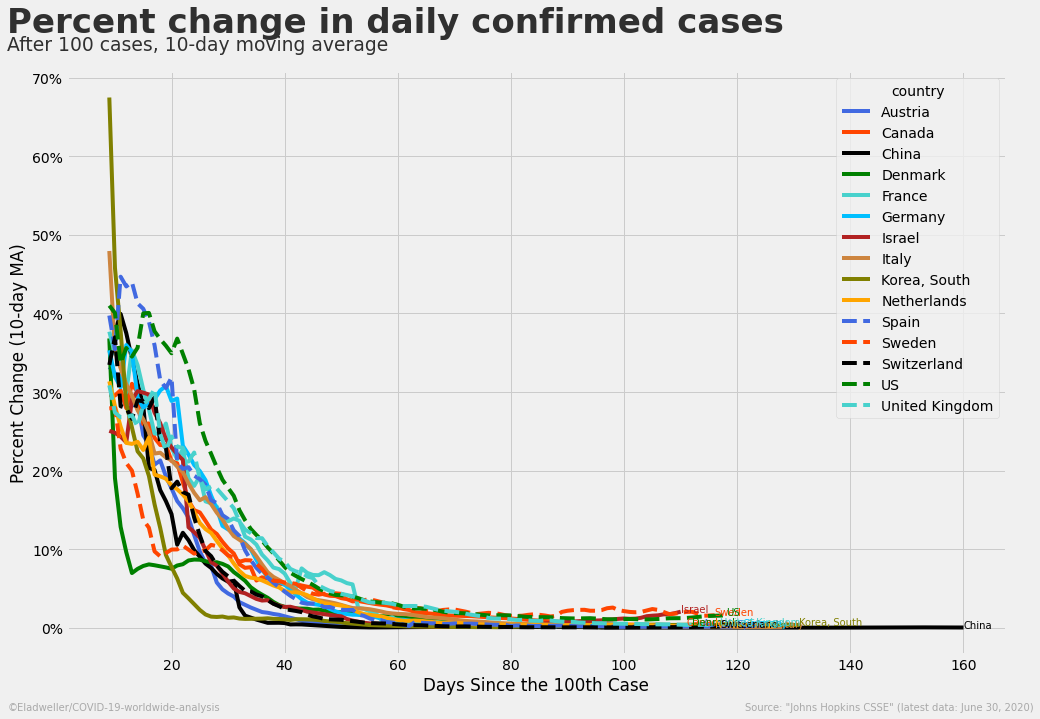 Percent change in daily confirmed cases
After 100 cases, 10-day moving average
70%
60%
50%
40%
30%
20%
10%
0%
Percent Change (10-day MA)
country
Austria
Canada
China
Denmark
France
Germany
Israel
Italy
Korea, South
Netherlands
Spain
Sweden
Switzerland
US
United Kingdom
Israel
Sweden
US
Denmark
United Kingdom
Switzerland
Korea, South
China
20
40
60
80
100
120
140
160
Days Since the 100th Case
©Eladweller/COVID-19-worldwide-analysis
Source: "Johns Hopkins CSSE" (latest data: June 30, 2020)